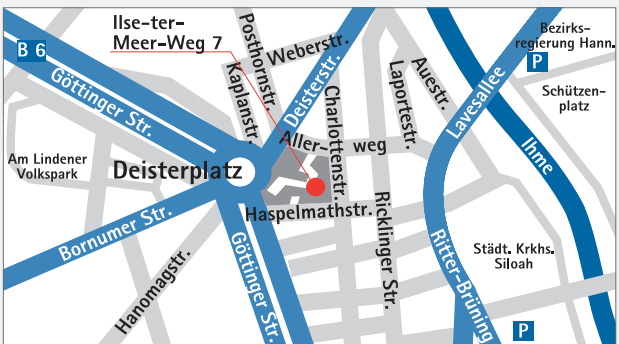 Ilse-ter-
Meer-Weg 7
B 6
Göttinger Str.
Posthornstr.
Kaplanstr.
Weberstr.
Deisterstr.
Charlottenstr.
Laportestr.
Auestr.
Lavesallee
Bezirks-
regierung Hann.
P
Schützen-
platz
Ihme
Am Lindener
Volkspark
Deisterplatz
Aller- weg
Haspelmathstr.
Ricklinger Str.
Bornumer Str.
Hanomagstr.
Göttinger Str.
Ritter-Brüning
Städt. Krkhs.
Siloah
P